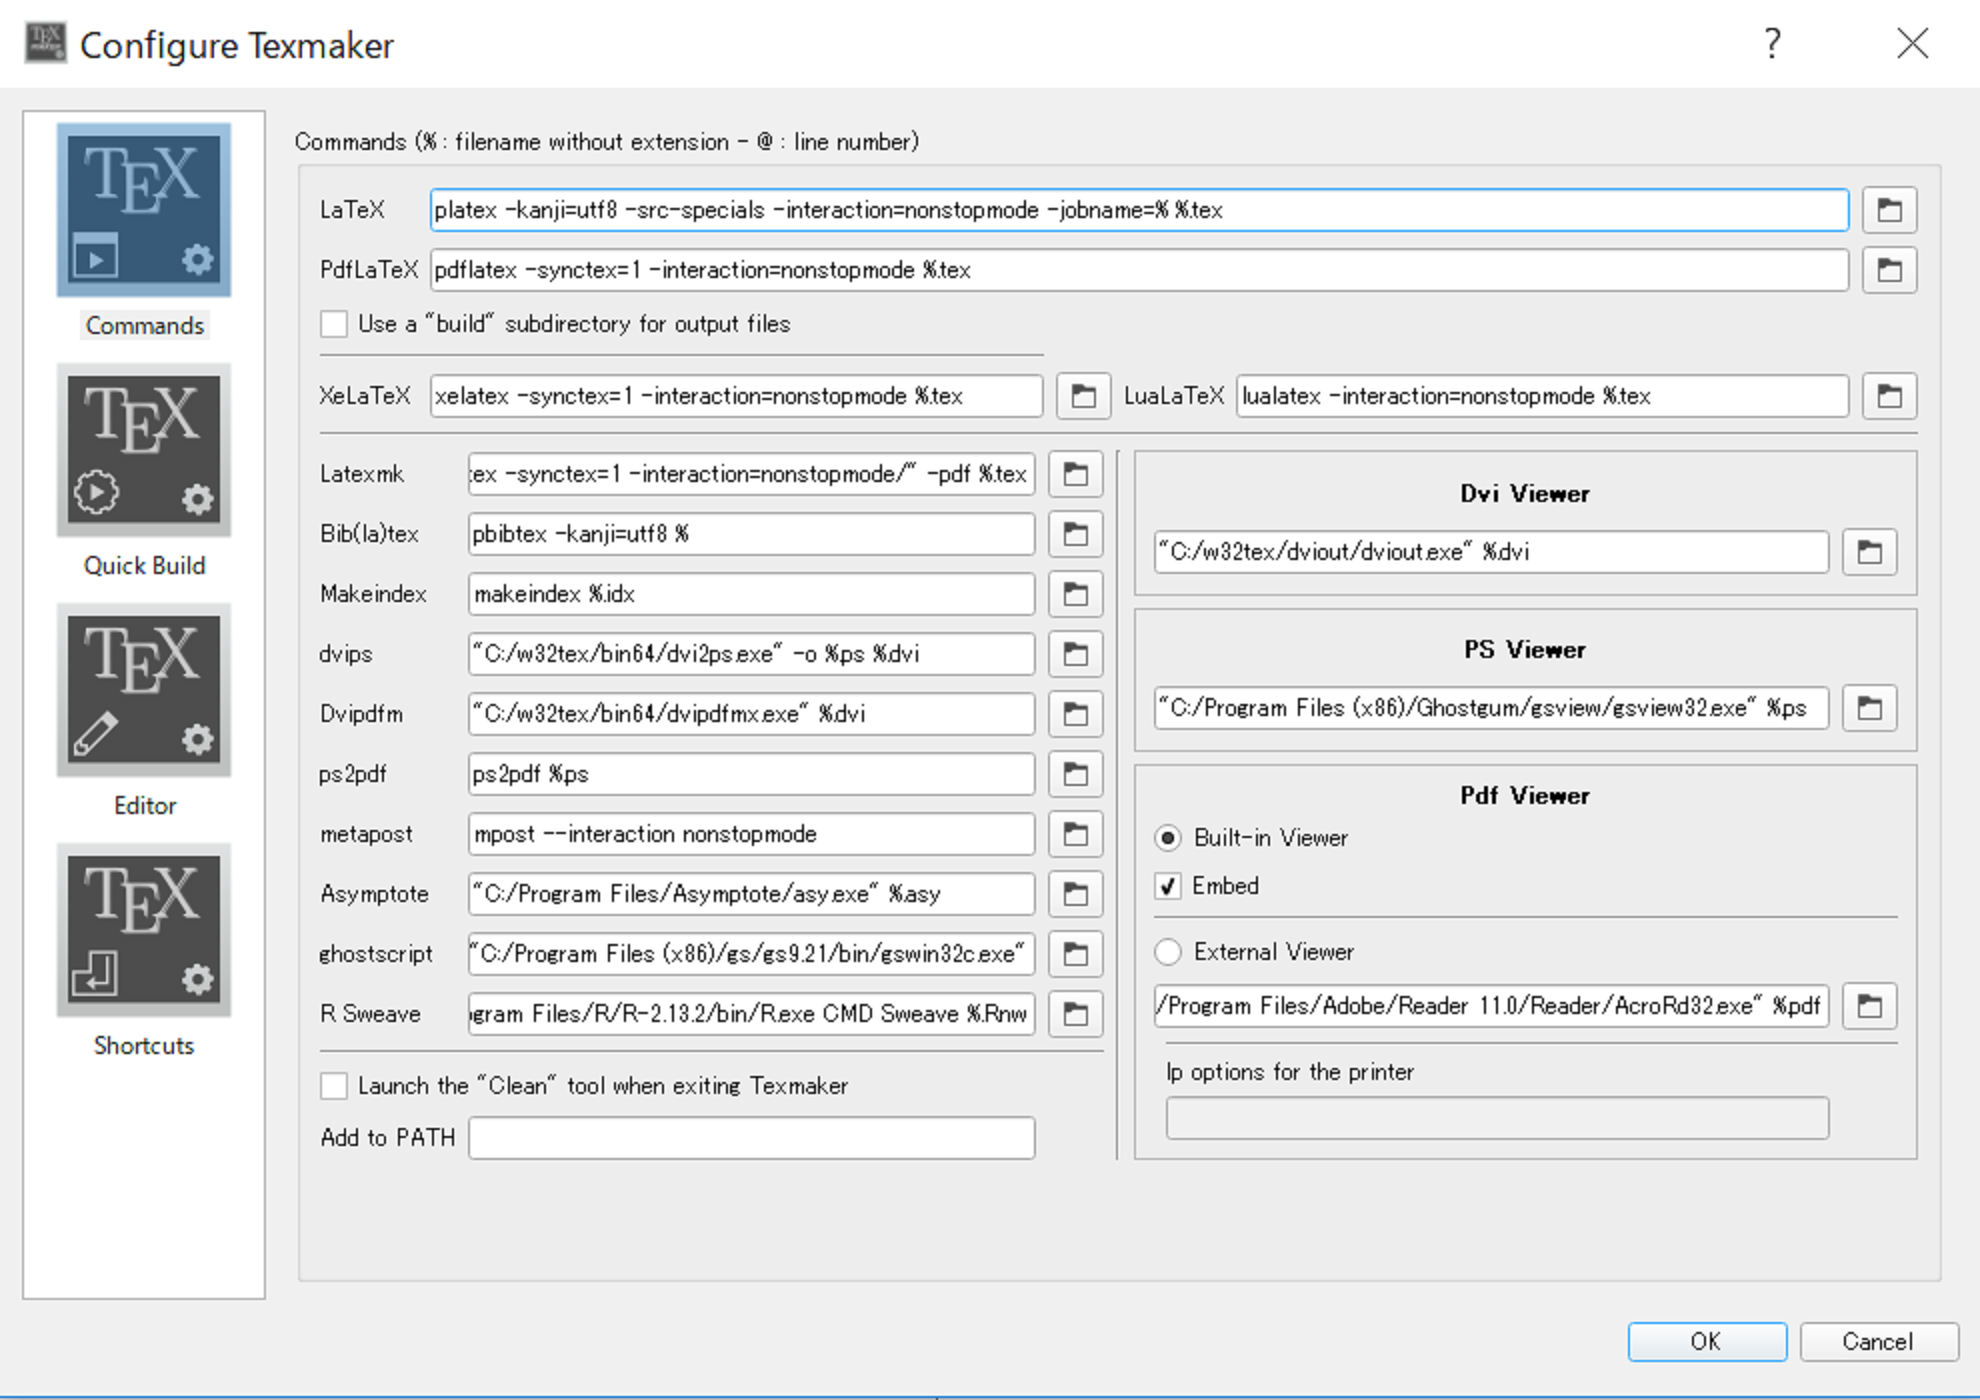 Configure Texmaker
?
TEX
Commands
TEX
Quick Build
TEX
Editor
TEX
Shortcuts
Commands (% : filename without extension - @ : line number)
LaTeX platex -kanji=utf8 -src-specials -interaction=nonstopmode -jobname=% %.tex
PdfLaTeX pdflatex -synctex=1 -interaction=nonstopmode %.tex
Use a "build" subdirectory for output files
XeLaTeX xelatex -synctex=1 -interaction=nonstopmode %.tex LuaLaTeX lualatex -interaction=nonstopmode %.tex
Latexmk ex -synctex=1 -interaction=nonstopmode/"" -pdf %.tex
Bib(la)tex pbibtex -kanji=utf8 %
Makeindex makeindex %.idx
dvips "C:/w32tex/bin64/dvi2ps.exe" -o %.ps %.dvi
Dvipdfm "C:/w32tex/bin64/dvipdfmx.exe" %.dvi
ps2pdf ps2pdf %.ps
metapost mpost --interaction nonstopmode
Asymptote "C:/Program Files/Asymptote/asy.exe" %.asy
ghostscript "C:/Program Files (x86)/gs/gs9.21/bin/gswin32c.exe"
R Sweave gram Files/R/R-2.13.2/bin/R.exe CMD Sweave %.Rnw
Launch the "Clean" tool when exiting Texmaker
Add to PATH
Dvi Viewer
"C:/w32tex/dviout/dviout.exe" %.dvi
PS Viewer
"C:/Program Files (x86)/Ghostgum/gsview/gsview32.exe" %.ps
Pdf Viewer
Built-in Viewer
Embed
External Viewer
/Program Files/Adobe/Reader 11.0/Reader/AcroRd32.exe" %.pdf
lp options for the printer
OK Cancel